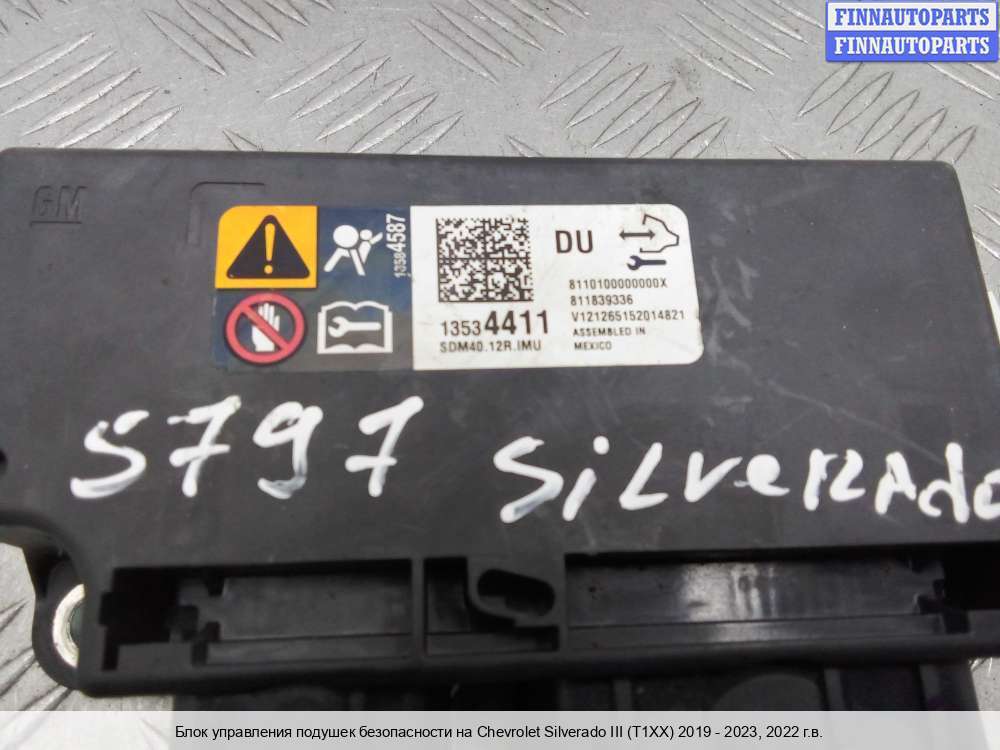 FINNAUTOPARTS
FINNAUTOPARTS
GM
13584587
DU
8110100000000X
811839336
V121265152014821
ASSEMBLED IN
MEXICO
13534411
SDM40.12R.IMU
5797 SiLVeRAdo
Блок управления подушек безопасности на Chevrolet Silverado III (T1XX) 2019 - 2023, 2022 г.в.